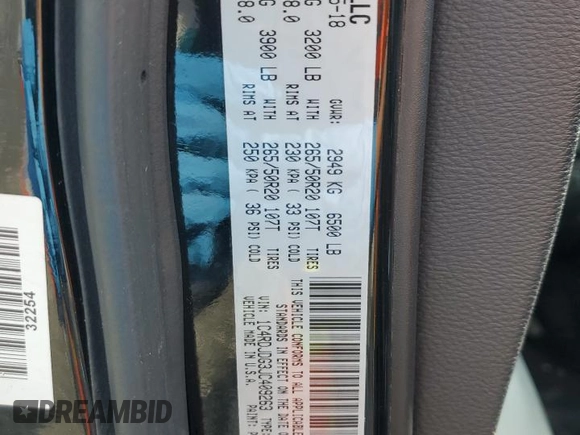 LLC
5-18
GVWR: 2949 KG 6500 LB
G 3200 LB WITH 265/50R20 107T TIRES
8.0 RIMS AT 230 KPA ( 33 PSI) COLD
G 3900 LB WITH 265/50R20 107T TIRES
8.0 RIMS AT 250 KPA ( 36 PSI) COLD
THIS VEHICLE CONFORMS TO ALL APPLICABLE
STANDARDS IN EFFECT ON THE DATE O
VIN: 1C4RDJDG3JC469263 TYPE:
VEHICLE MADE IN U.S.A.
32254
DREAMBID